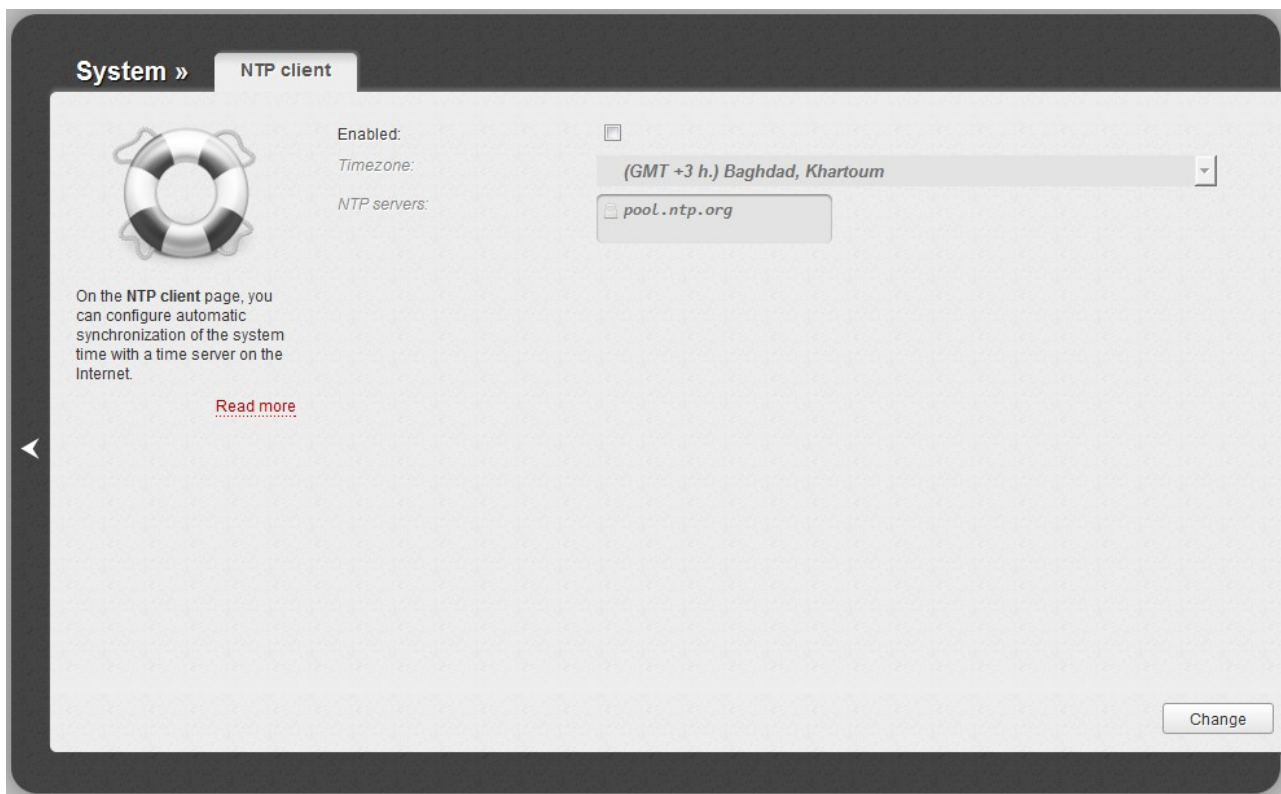 System »
NTP client
Enabled:
Timezone:
(GMT +3 h.) Baghdad, Khartoum
NTP servers:
pool.ntp.org
On the NTP client page, you
can configure automatic
synchronization of the system
time with a time server on the
Internet.
Read more
Change